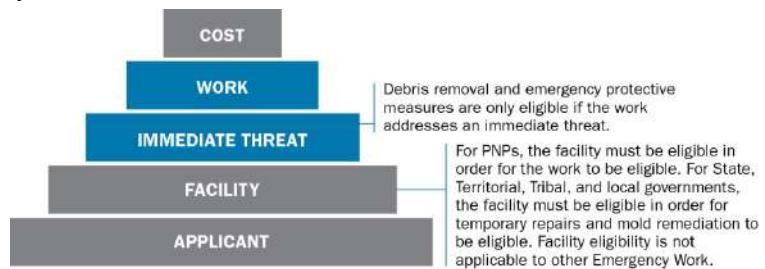 COST
WORK
Debris removal and emergency protective
measures are only eligible if the work
addresses an immediate threat.
IMMEDIATE THREAT
For PNPs, the facility must be eligible in
order for the work to be eligible. For State,
Territorial, Tribal, and local governments,
the facility must be eligible in order for
temporary repairs and mold remediation to
be eligible. Facility eligibility is not
applicable to other Emergency Work.
FACILITY
APPLICANT